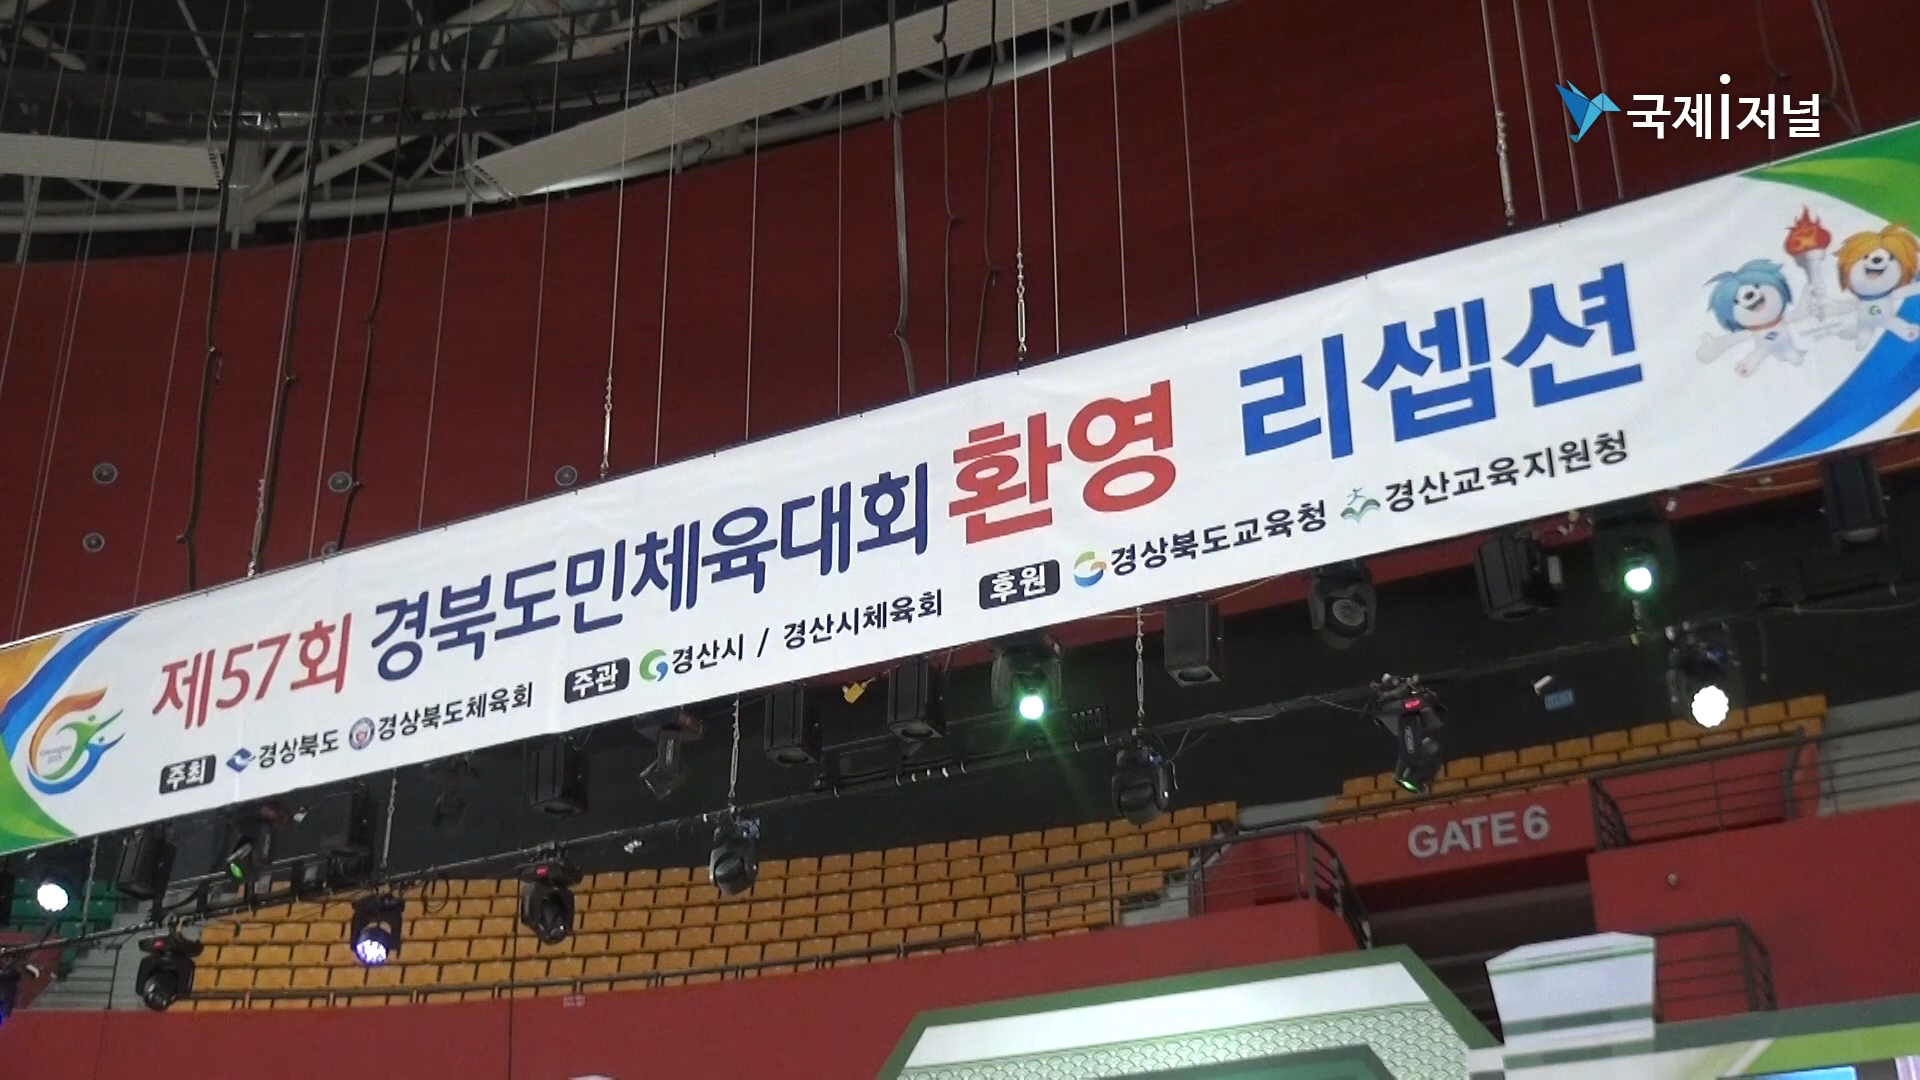 국제i저널
제57회 경북도민체육대회 환영 리셉션
주최 경상북도 경상북도체육회 주관 경산시 / 경산시체육회 후원 경상북도교육청 경산교육지원청
GATE 6